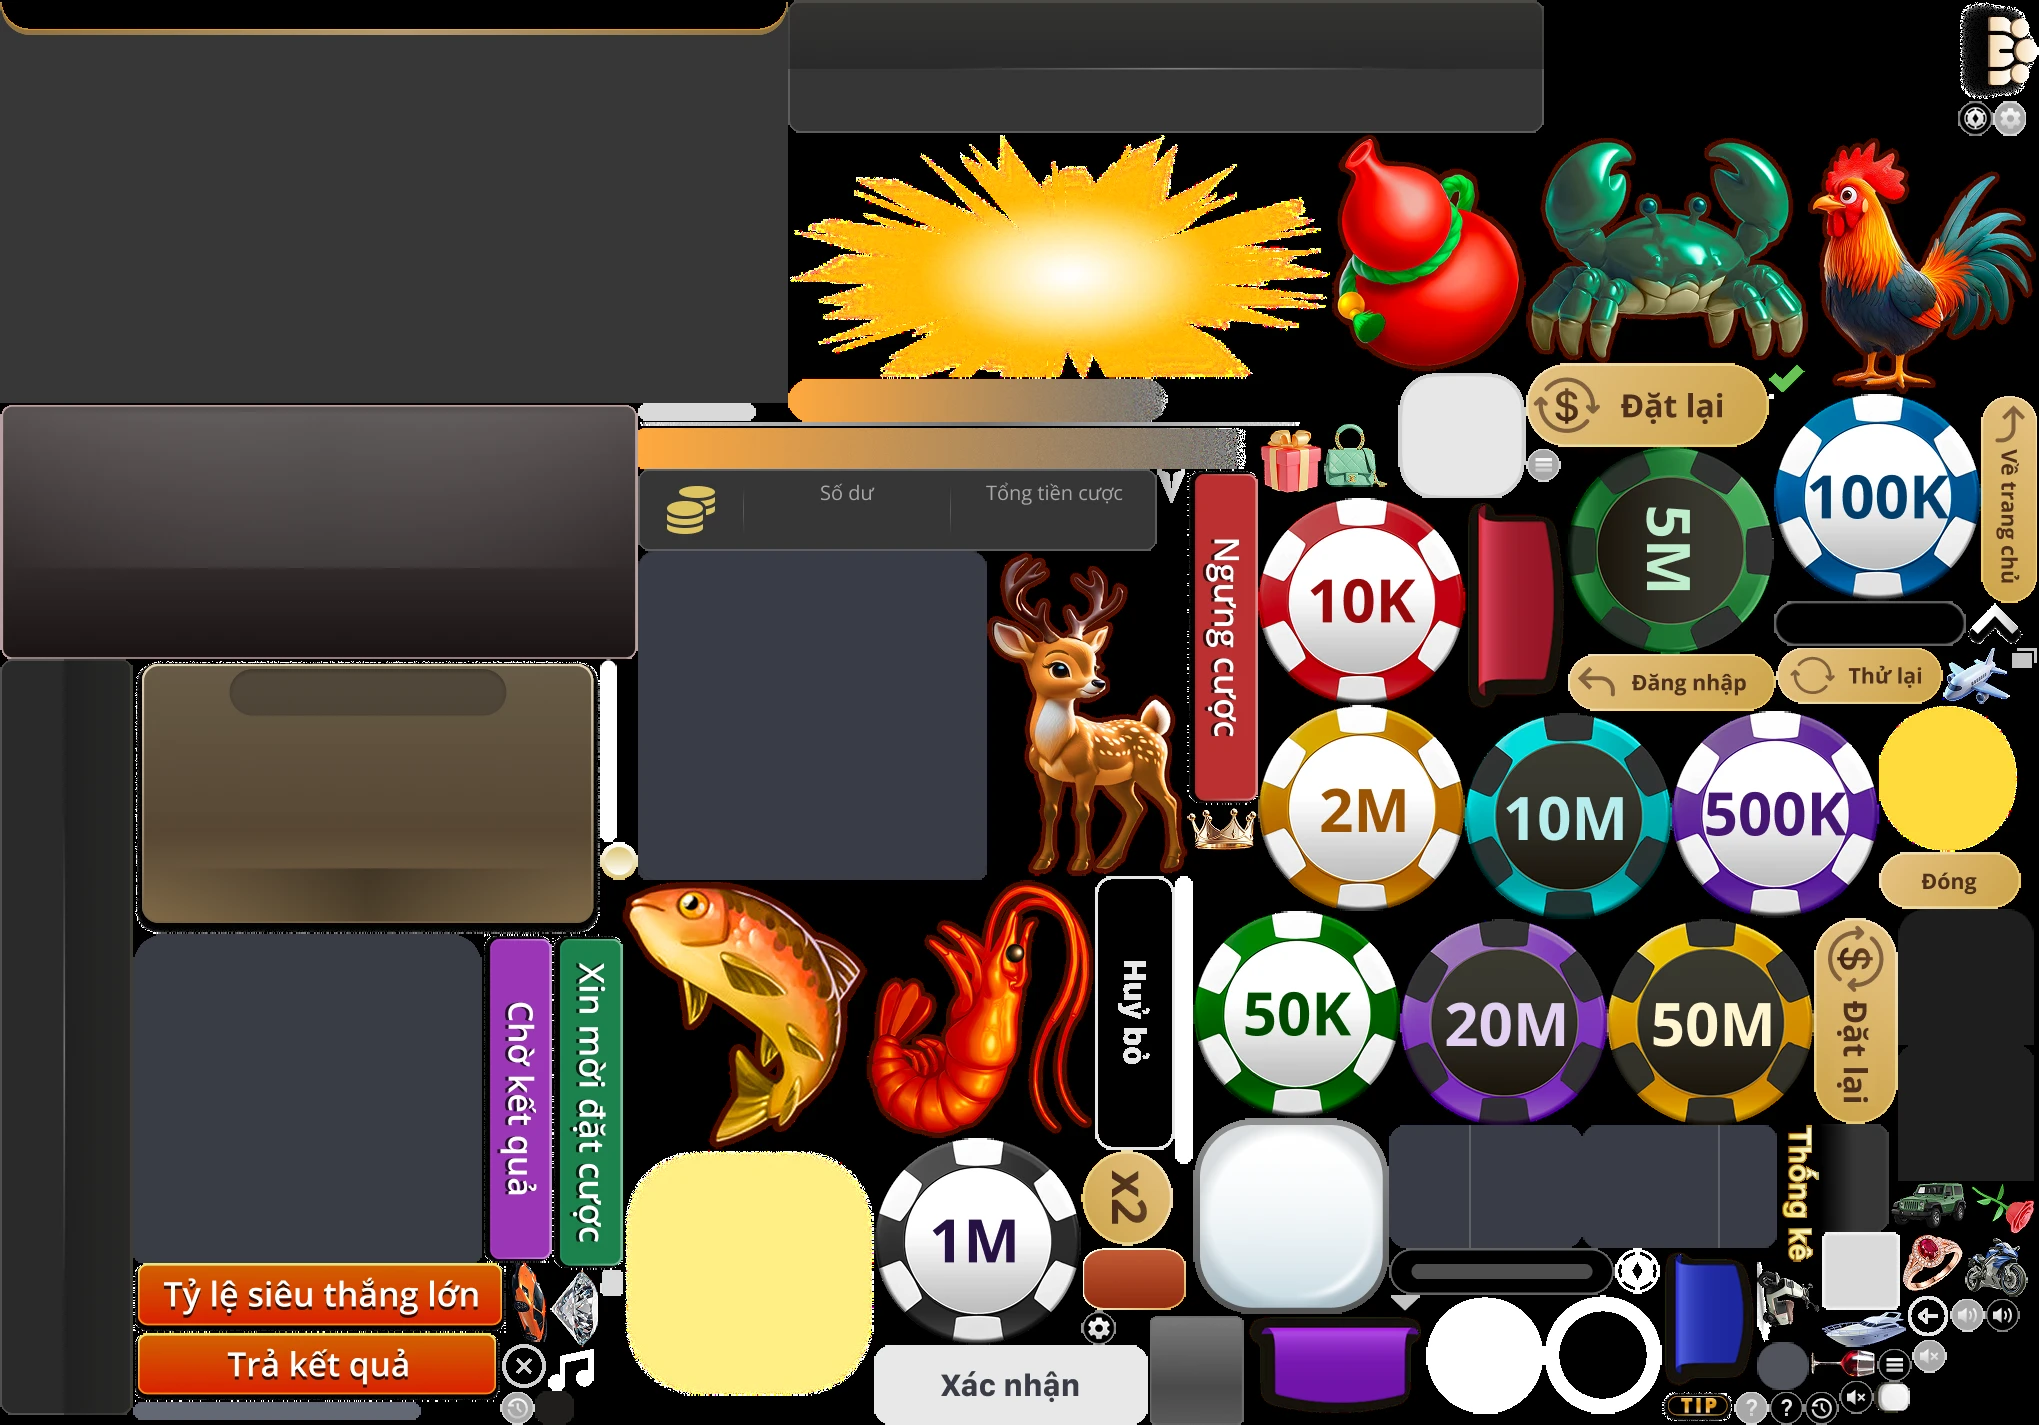 Đặt lại
Số dư
Tổng tiền cược
100K
Về trang chủ
5M
Ngưng cược
10K
Đăng nhập
Thử lại
2M
10M
500K
Đóng
Huỷ bỏ
50K
20M
50M
Đặt lại
Chờ kết quả
Xin mời đặt cược
1M
x2
Thống kê
Tỷ lệ siêu thắng lớn
Trả kết quả
Xác nhận
TIP